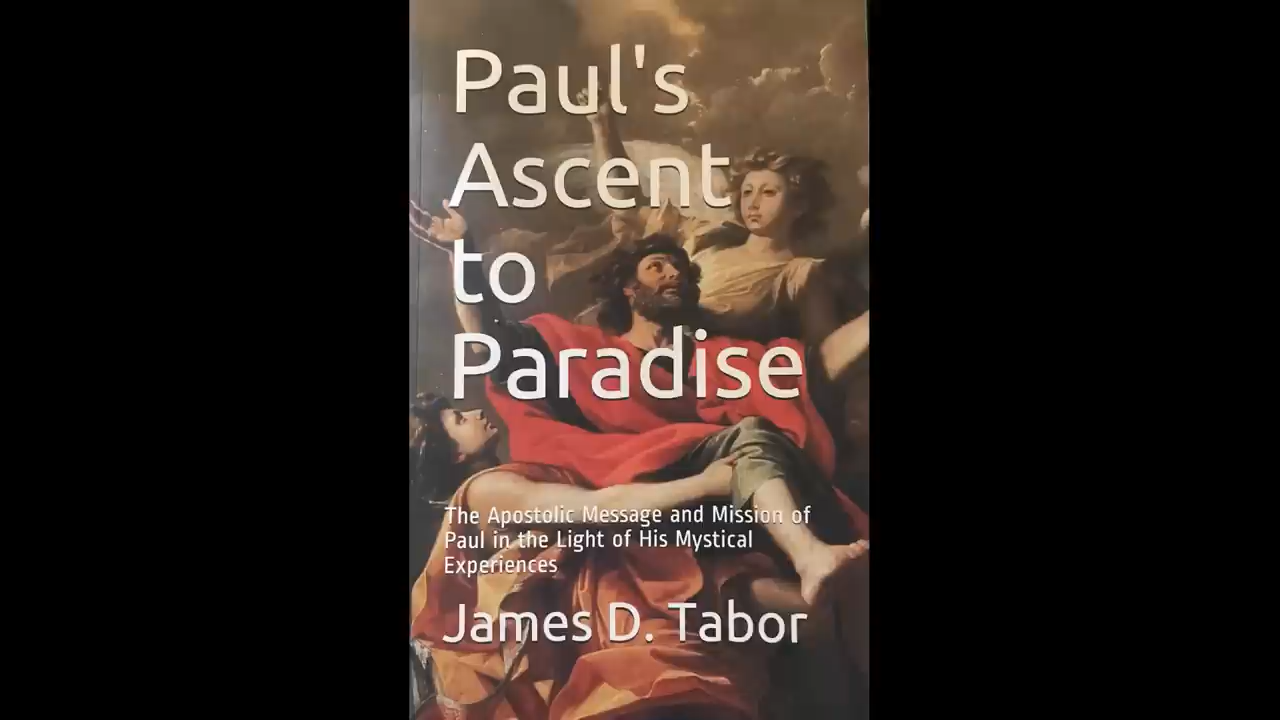 Paul's
Ascent
to
Paradise
The Apostolic Message and Mission of
Paul in the Light of His Mystical
Experiences
James D. Tabor